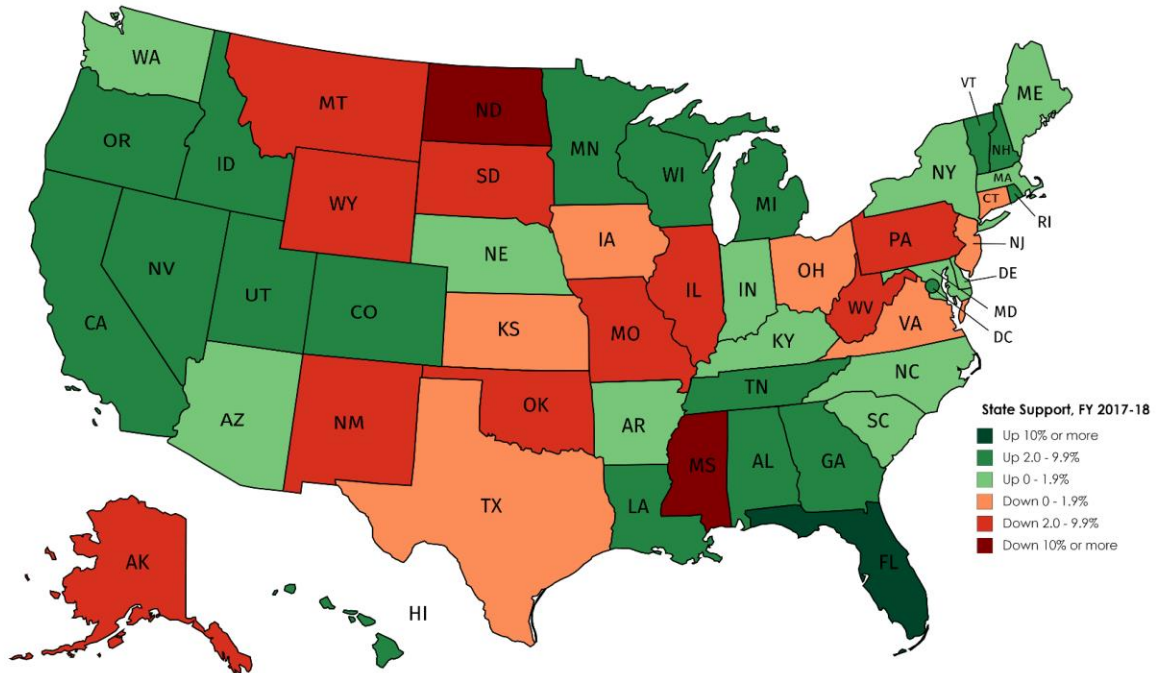 WA
MT
ND
VT
ME
OR
ID
MN
WI
NH
NY
MA
SD
WY
MI
CT
RI
IA
PA
NJ
NE
OH
NV
UT
IL
IN
DE
CA
CO
WV
MD
KS
MO
VA
KY
DC
NC
TN
AZ
NM
OK
AR
SC
State Support, FY 2017-18
Up 10% or more
Up 2.0 - 9.9%
Up 0 - 1.9%
Down 0 - 1.9%
Down 2.0 - 9.9%
Down 10% or more
MS
AL
GA
TX
LA
FL
AK
HI